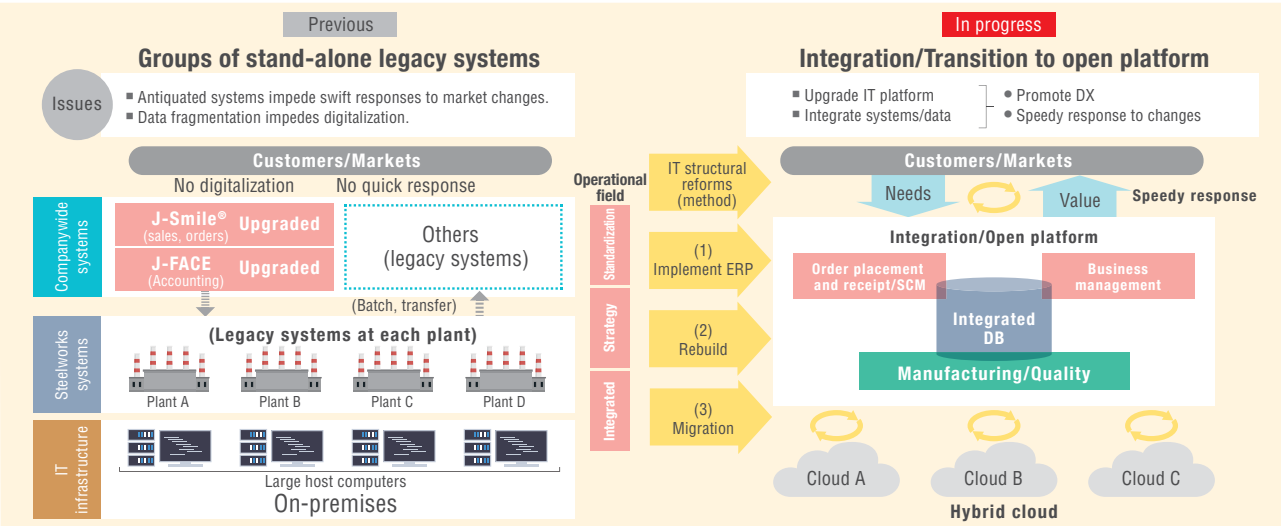 Previous
Groups of stand-alone legacy systems
Issues
■ Antiquated systems impede swift responses to market changes.
■ Data fragmentation impedes digitalization.
Customers/Markets
No digitalization
No quick response
Companywide
systems
J-Smile®
(sales, orders)
Upgraded
J-FACE
(Accounting)
Upgraded
Others
(legacy systems)
(Batch, transfer)
Steelworks
systems
(Legacy systems at each plant)
Plant A
Plant B
Plant C
Plant D
IT
infrastructure
Large host computers
On-premises
Operational
field
Standardization
Strategy
Integrated
IT structural
reforms
(method)
(1)
Implement ERP
(2)
Rebuild
(3)
Migration
In progress
Integration/Transition to open platform
■ Upgrade IT platform
■ Integrate systems/data
● Promote DX
● Speedy response to changes
Customers/Markets
Needs
Value
Speedy response
Integration/Open platform
Order placement
and receipt/SCM
Business
management
Integrated
DB
Manufacturing/Quality
Cloud A
Cloud B
Cloud C
Hybrid cloud